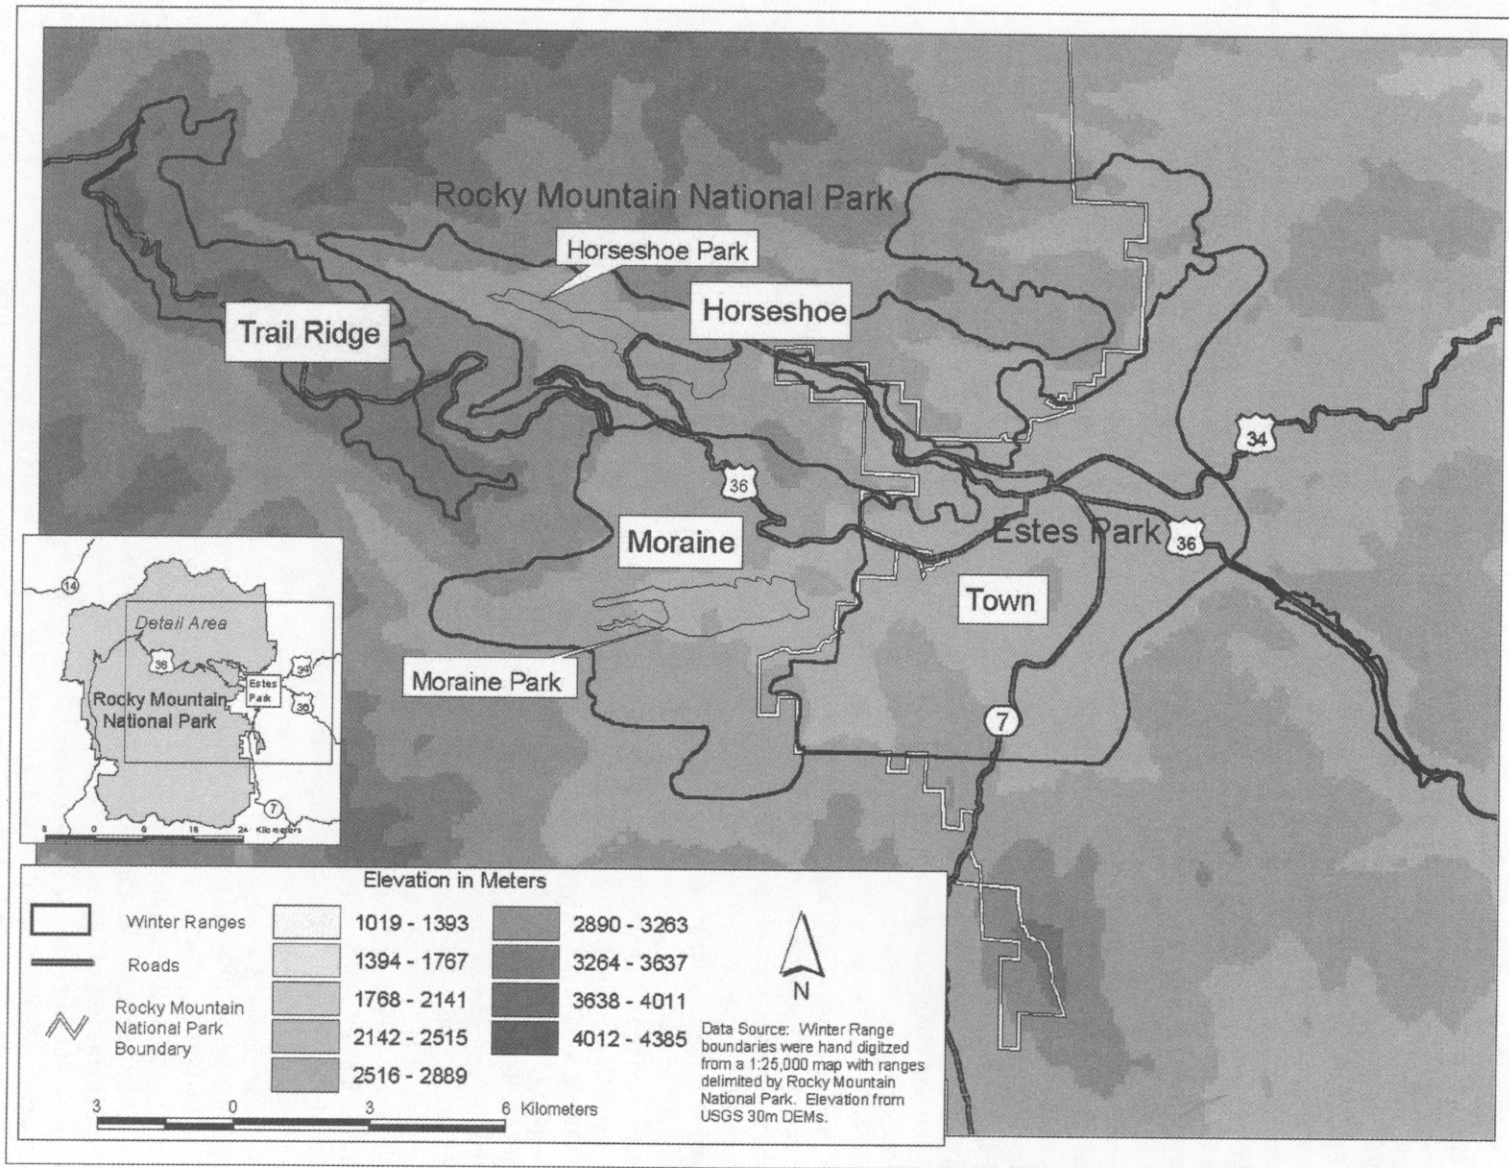 Rocky Mountain National Park
Horseshoe Park
Horseshoe
Trail Ridge
34
36
Moraine
Estes Park
36
Town
Moraine Park
7
14
Detail Area
36
34
Estes
Park
36
Rocky Mountain
National Park
7
Kilometers
Elevation in Meters
Winter Ranges
Roads
Rocky Mountain
National Park
Boundary
1019 - 1393
1394 - 1767
1768 - 2141
2142 - 2515
2516 - 2889
2890 - 3263
3264 - 3637
3638 - 4011
4012 - 4385
N
Data Source: Winter Range
boundaries were hand digitzed
from a 1:25,000 map with ranges
delimited by Rocky Mountain
National Park. Elevation from
USGS 30m DEMs.
3 0 3 6 Kilometers